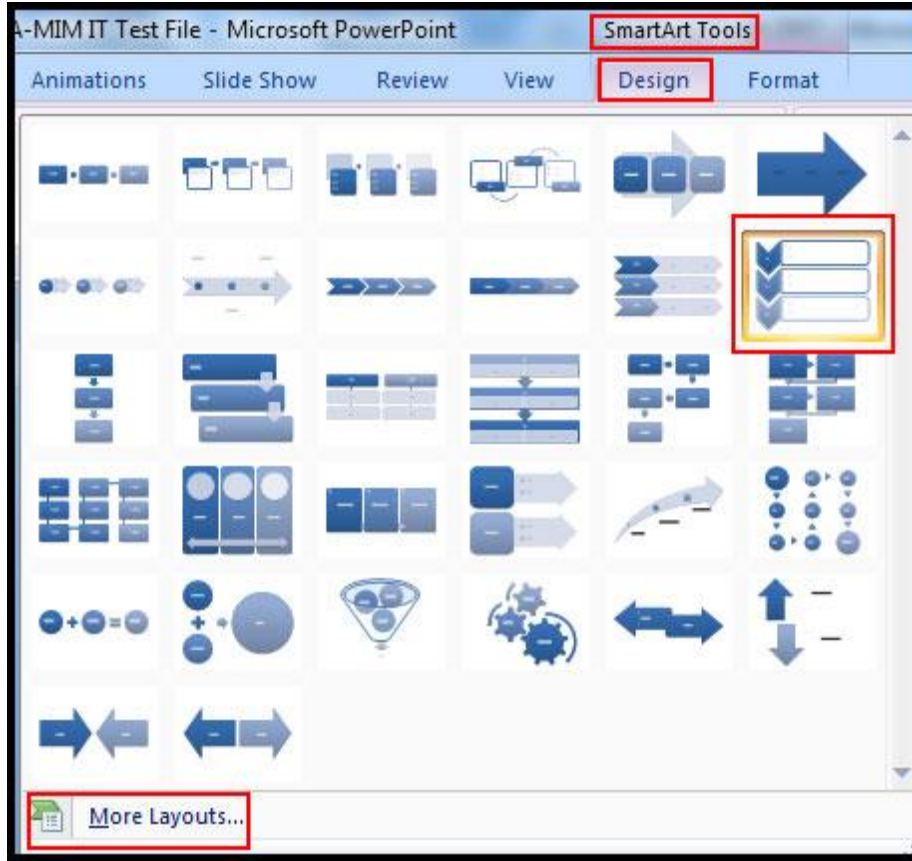 A-MIM IT Test File - Microsoft PowerPoint SmartArt Tools
Animations Slide Show Review View Design Format
More Layouts...